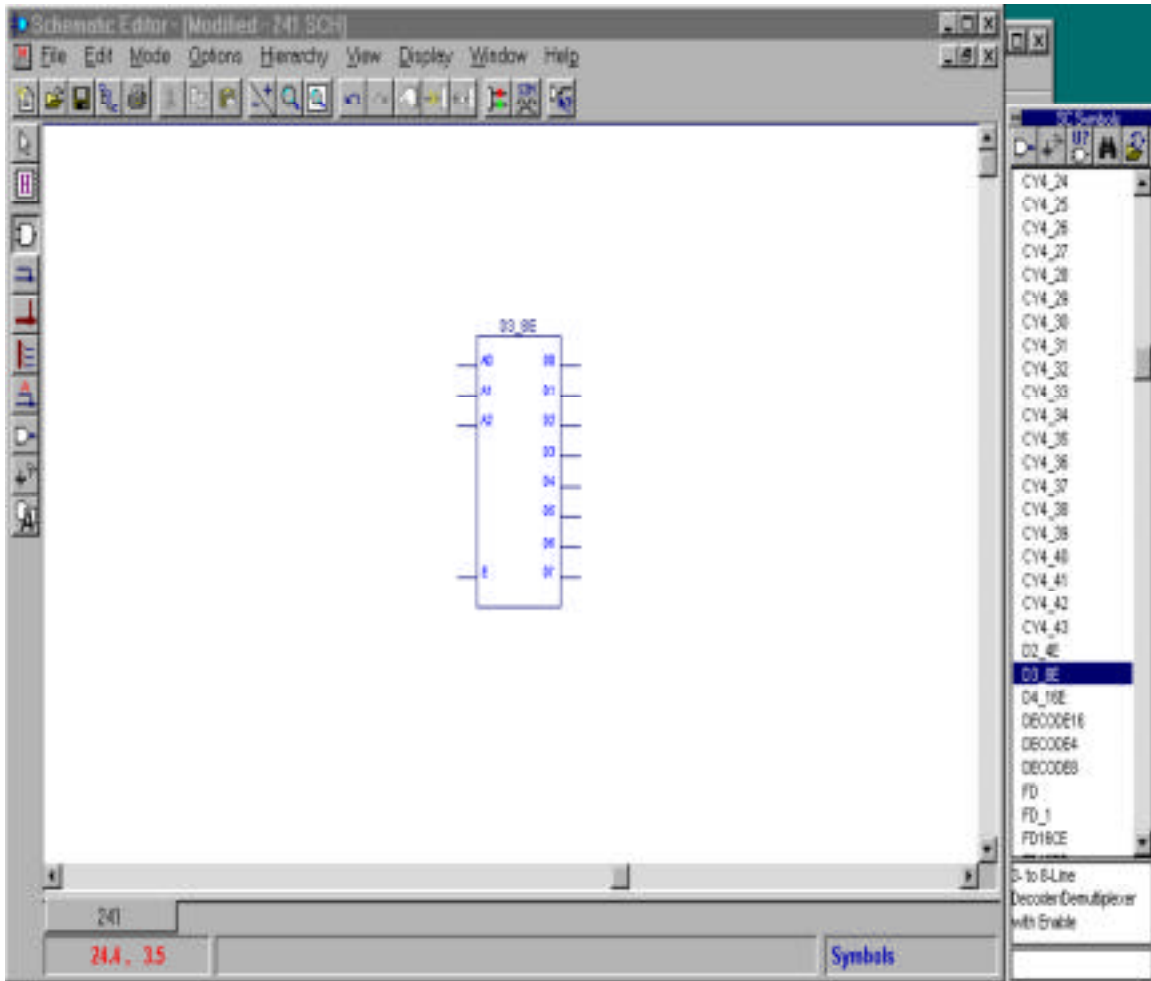 Schematic Editor - [Modified - 241.SCH]
File Edit Mode Options Hierarchy View Display Window Help
SC Symbols
CY4_24
CY4_25
CY4_26
CY4_27
CY4_28
CY4_29
CY4_30
CY4_31
CY4_32
CY4_33
CY4_34
CY4_35
CY4_36
CY4_37
CY4_38
CY4_39
CY4_40
CY4_41
CY4_42
CY4_43
D2_4E
D3_8E
D4_16E
DECODE16
DECODE4
DECODE8
FD
FD_1
FD16CE
3- to 8-Line
Decoder/Demultiplexer
with Enable
D3_8E
A0 D0
A1 D1
A2 D2
D3
D4
D5
D6
E D7
241
24.4 , 3.5
Symbols